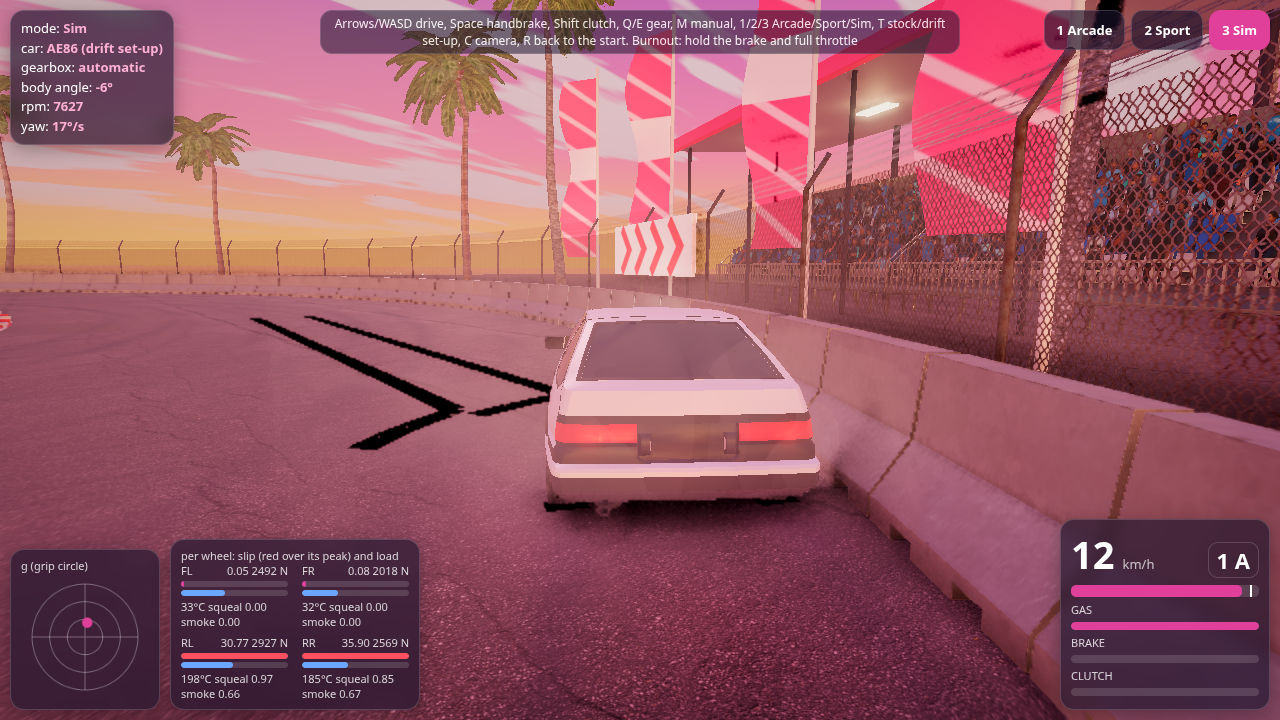 mode: Sim
car: AE86 (drift set-up)
gearbox: automatic
body angle: -6°
rpm: 7627
yaw: 17°/s
Arrows/WASD drive, Space handbrake, Shift clutch, Q/E gear, M manual, 1/2/3 Arcade/Sport/Sim, T stock/drift
set-up, C camera, R back to the start. Burnout: hold the brake and full throttle
1 Arcade
2 Sport
3 Sim
g (grip circle)
per wheel: slip (red over its peak) and load
FL 0.05 2492 N
FR 0.08 2018 N
33°C squeal 0.00
smoke 0.00
32°C squeal 0.00
smoke 0.00
RL 30.77 2927 N
RR 35.90 2569 N
198°C squeal 0.97
smoke 0.66
185°C squeal 0.85
smoke 0.67
12 km/h
1 A
GAS
BRAKE
CLUTCH